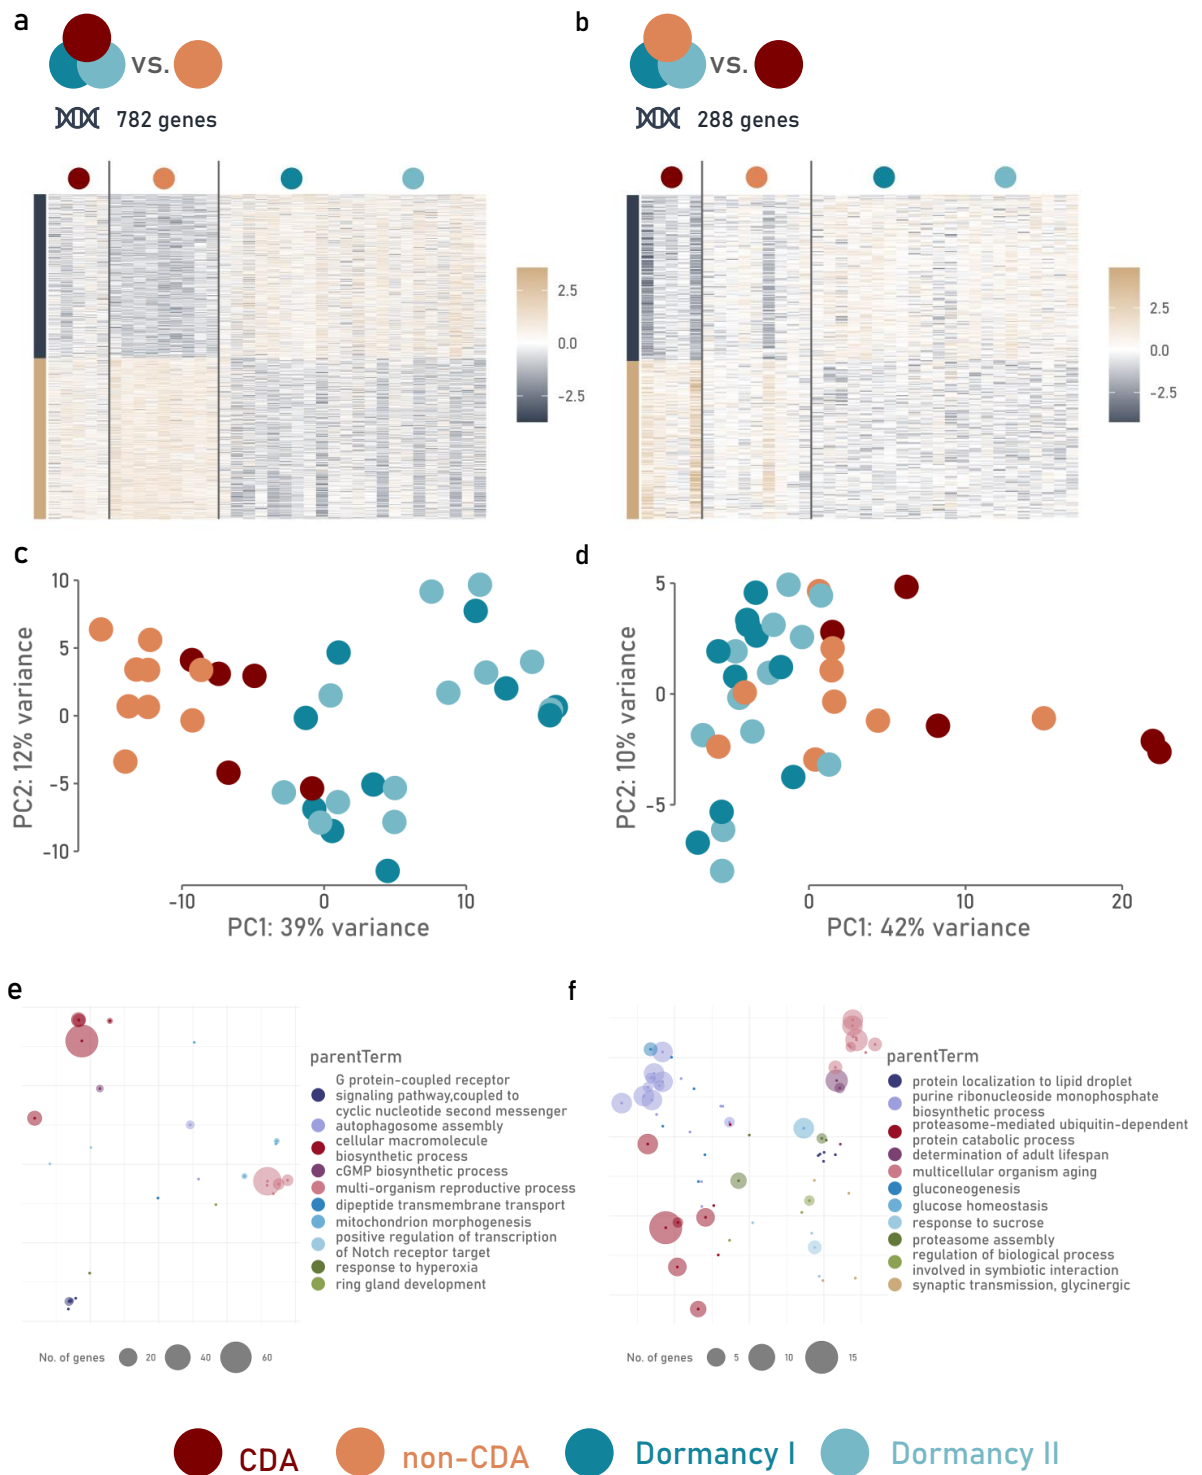 a
vs.
782 genes
2.5
0.0
-2.5
b
vs.
288 genes
2.5
0.0
-2.5
c
10
5
0
-5
-10
PC2: 12% variance
-10
0
10
PC1: 39% variance
d
5
0
-5
PC2: 10% variance
0
10
20
PC1: 42% variance
e
parentTerm
G protein-coupled receptor
signaling pathway,coupled to
cyclic nucleotide second messenger
autophagosome assembly
cellular macromolecule
biosynthetic process
cGMP biosynthetic process
multi-organism reproductive process
dipeptide transmembrane transport
mitochondrion morphogenesis
positive regulation of transcription
of Notch receptor target
response to hyperoxia
ring gland development
No. of genes 20 40 60
f
parentTerm
protein localization to lipid droplet
purine ribonucleoside monophosphate
biosynthetic process
proteasome-mediated ubiquitin-dependent
protein catabolic process
determination of adult lifespan
multicellular organism aging
gluconeogenesis
glucose homeostasis
response to sucrose
proteasome assembly
regulation of biological process
involved in symbiotic interaction
synaptic transmission, glycinergic
No. of genes 5 10 15
CDA non-CDA Dormancy I Dormancy II